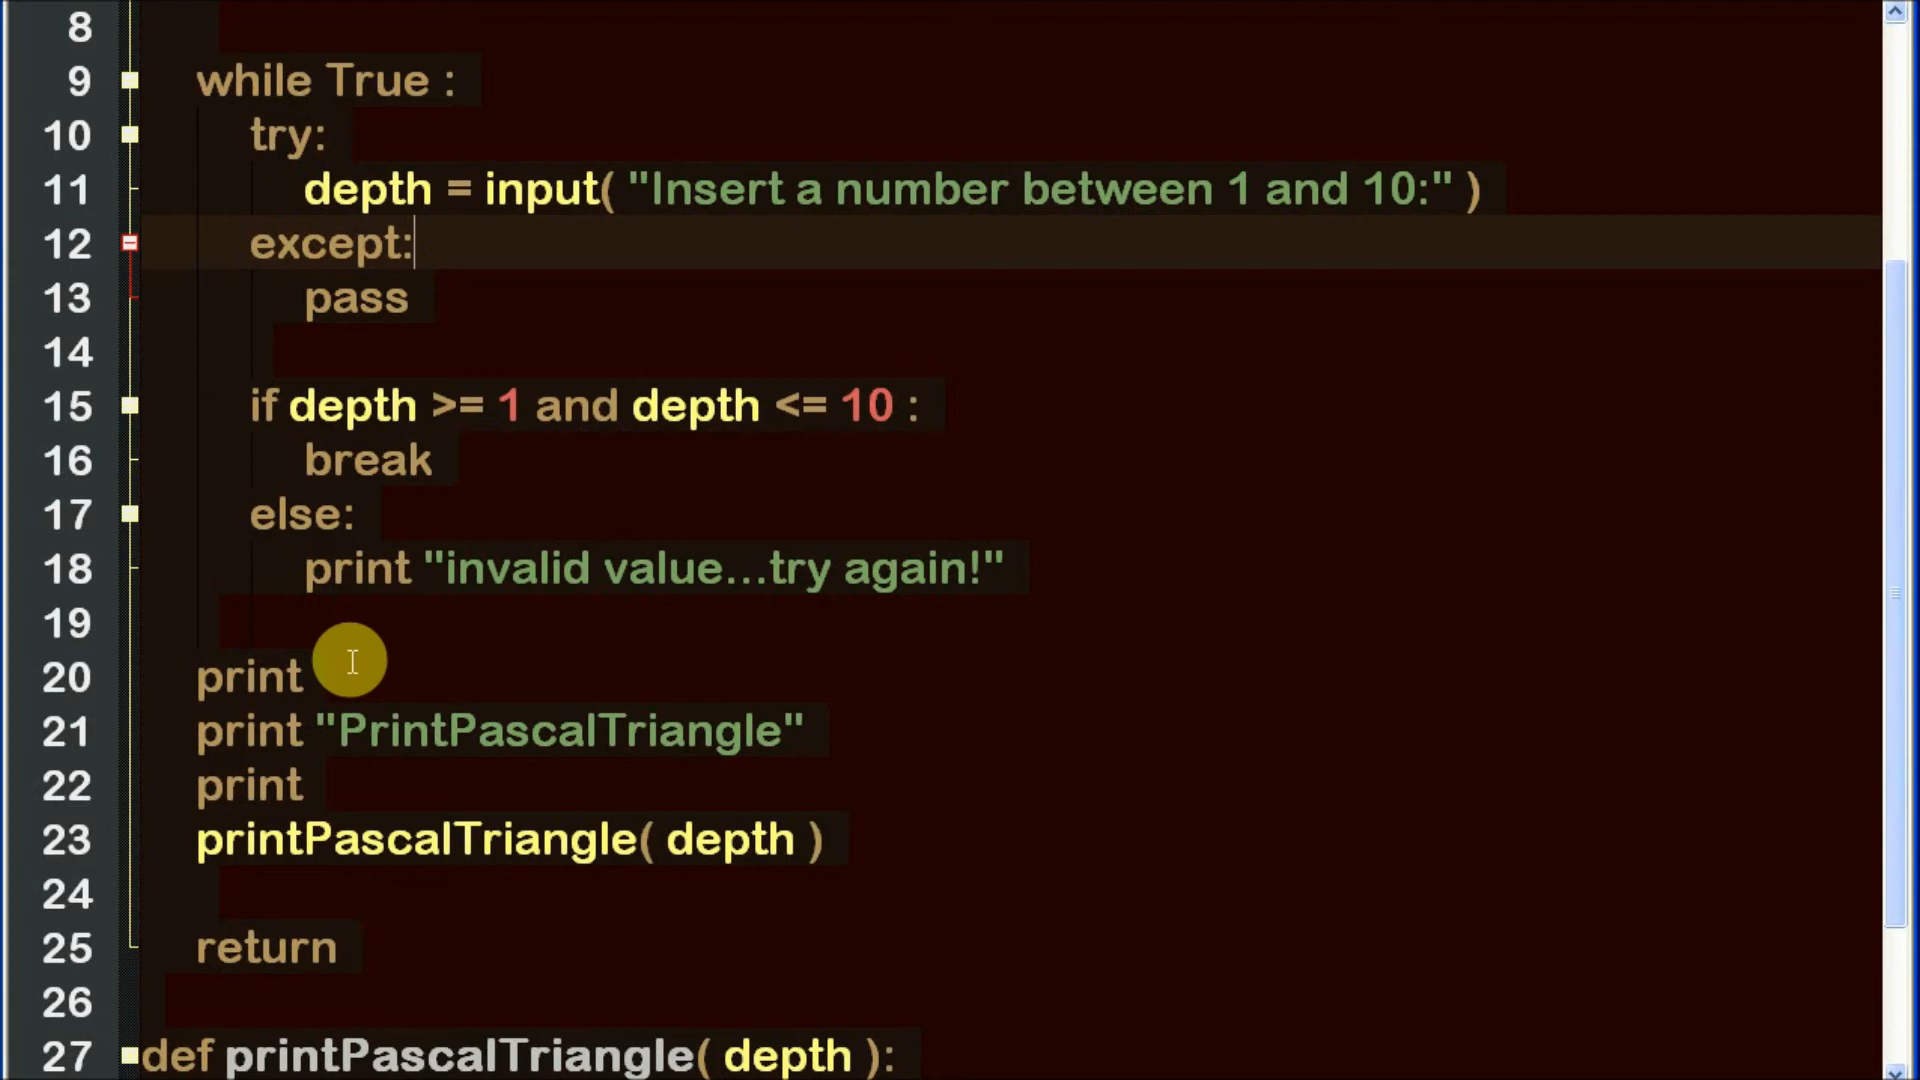 8
9 while True :
10 try:
11 depth = input( "Insert a number between 1 and 10:" )
12 except:
13 pass
14
15 if depth >= 1 and depth <= 10 :
16 break
17 else:
18 print "invalid value...try again!"
19
20 print
21 print "PrintPascalTriangle"
22 print
23 printPascalTriangle( depth )
24
25 return
26
27 def printPascalTriangle( depth ):